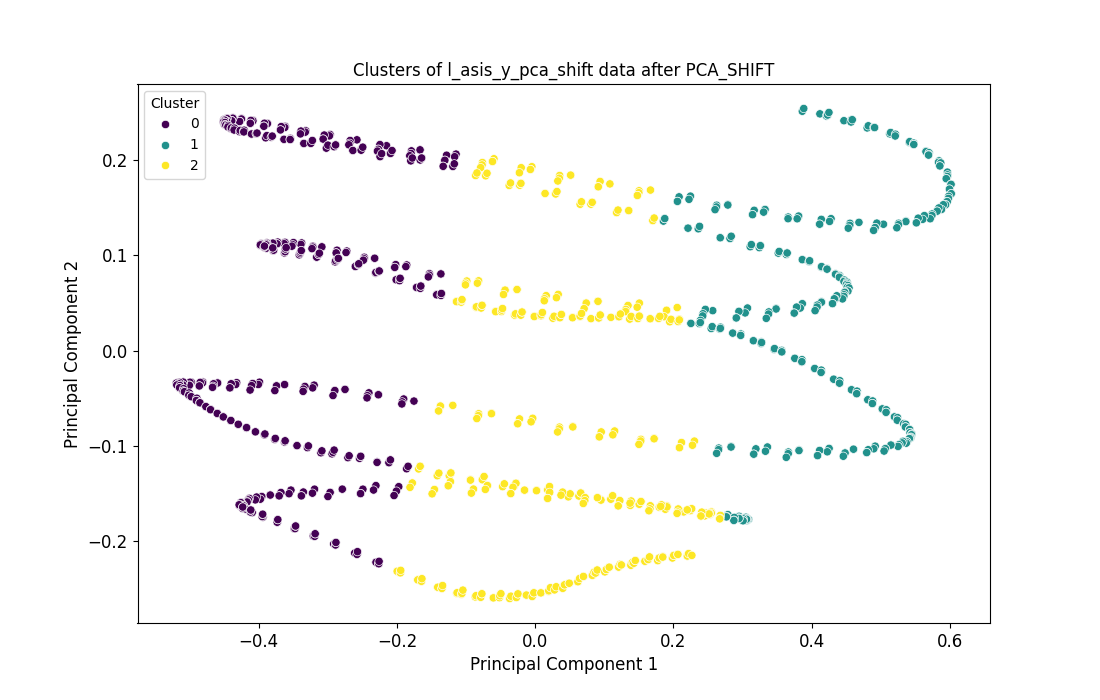 Clusters of l_asis_y_pca_shift data after PCA_SHIFT
Cluster
0
1
2
0.2
0.1
0.0
−0.1
−0.2
Principal Component 2
−0.4 −0.2 0.0 0.2 0.4 0.6
Principal Component 1